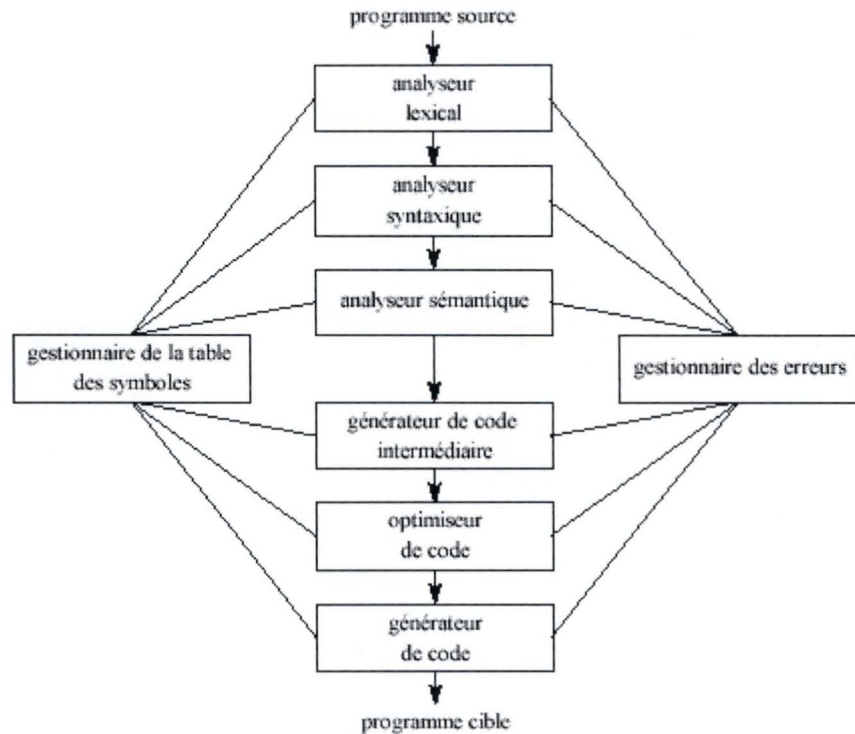 programme source
analyseur
lexical
analyseur
syntaxique
analyseur sémantique
gestionnaire de la table
des symboles
gestionnaire des erreurs
générateur de code
intermédiaire
optimiseur
de code
générateur
de code
programme cible